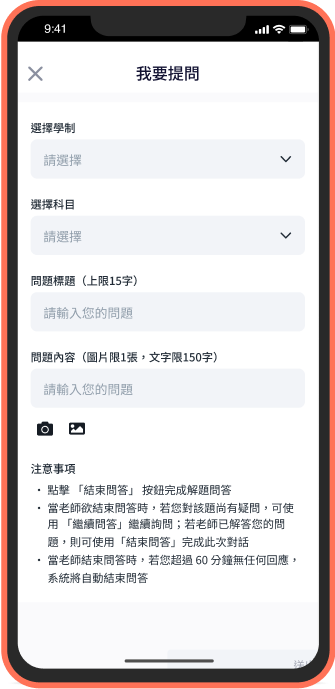 9:41
我要提問
選擇學制
請選擇
選擇科目
請選擇
問題標題（上限15字）
請輸入您的問題
問題內容（圖片限1張，文字限150字）
請輸入您的問題
注意事項
・點擊 「結束問答」 按鈕完成解題問答
・當老師欲結束問答時，若您對該題尚有疑問，可使
用 「繼續問答」繼續詢問；若老師已解答您的問
題，則可使用「結束問答」完成此次對話
・當老師結束問答時，若您超過 60 分鐘無任何回應，
系統將自動結束問答